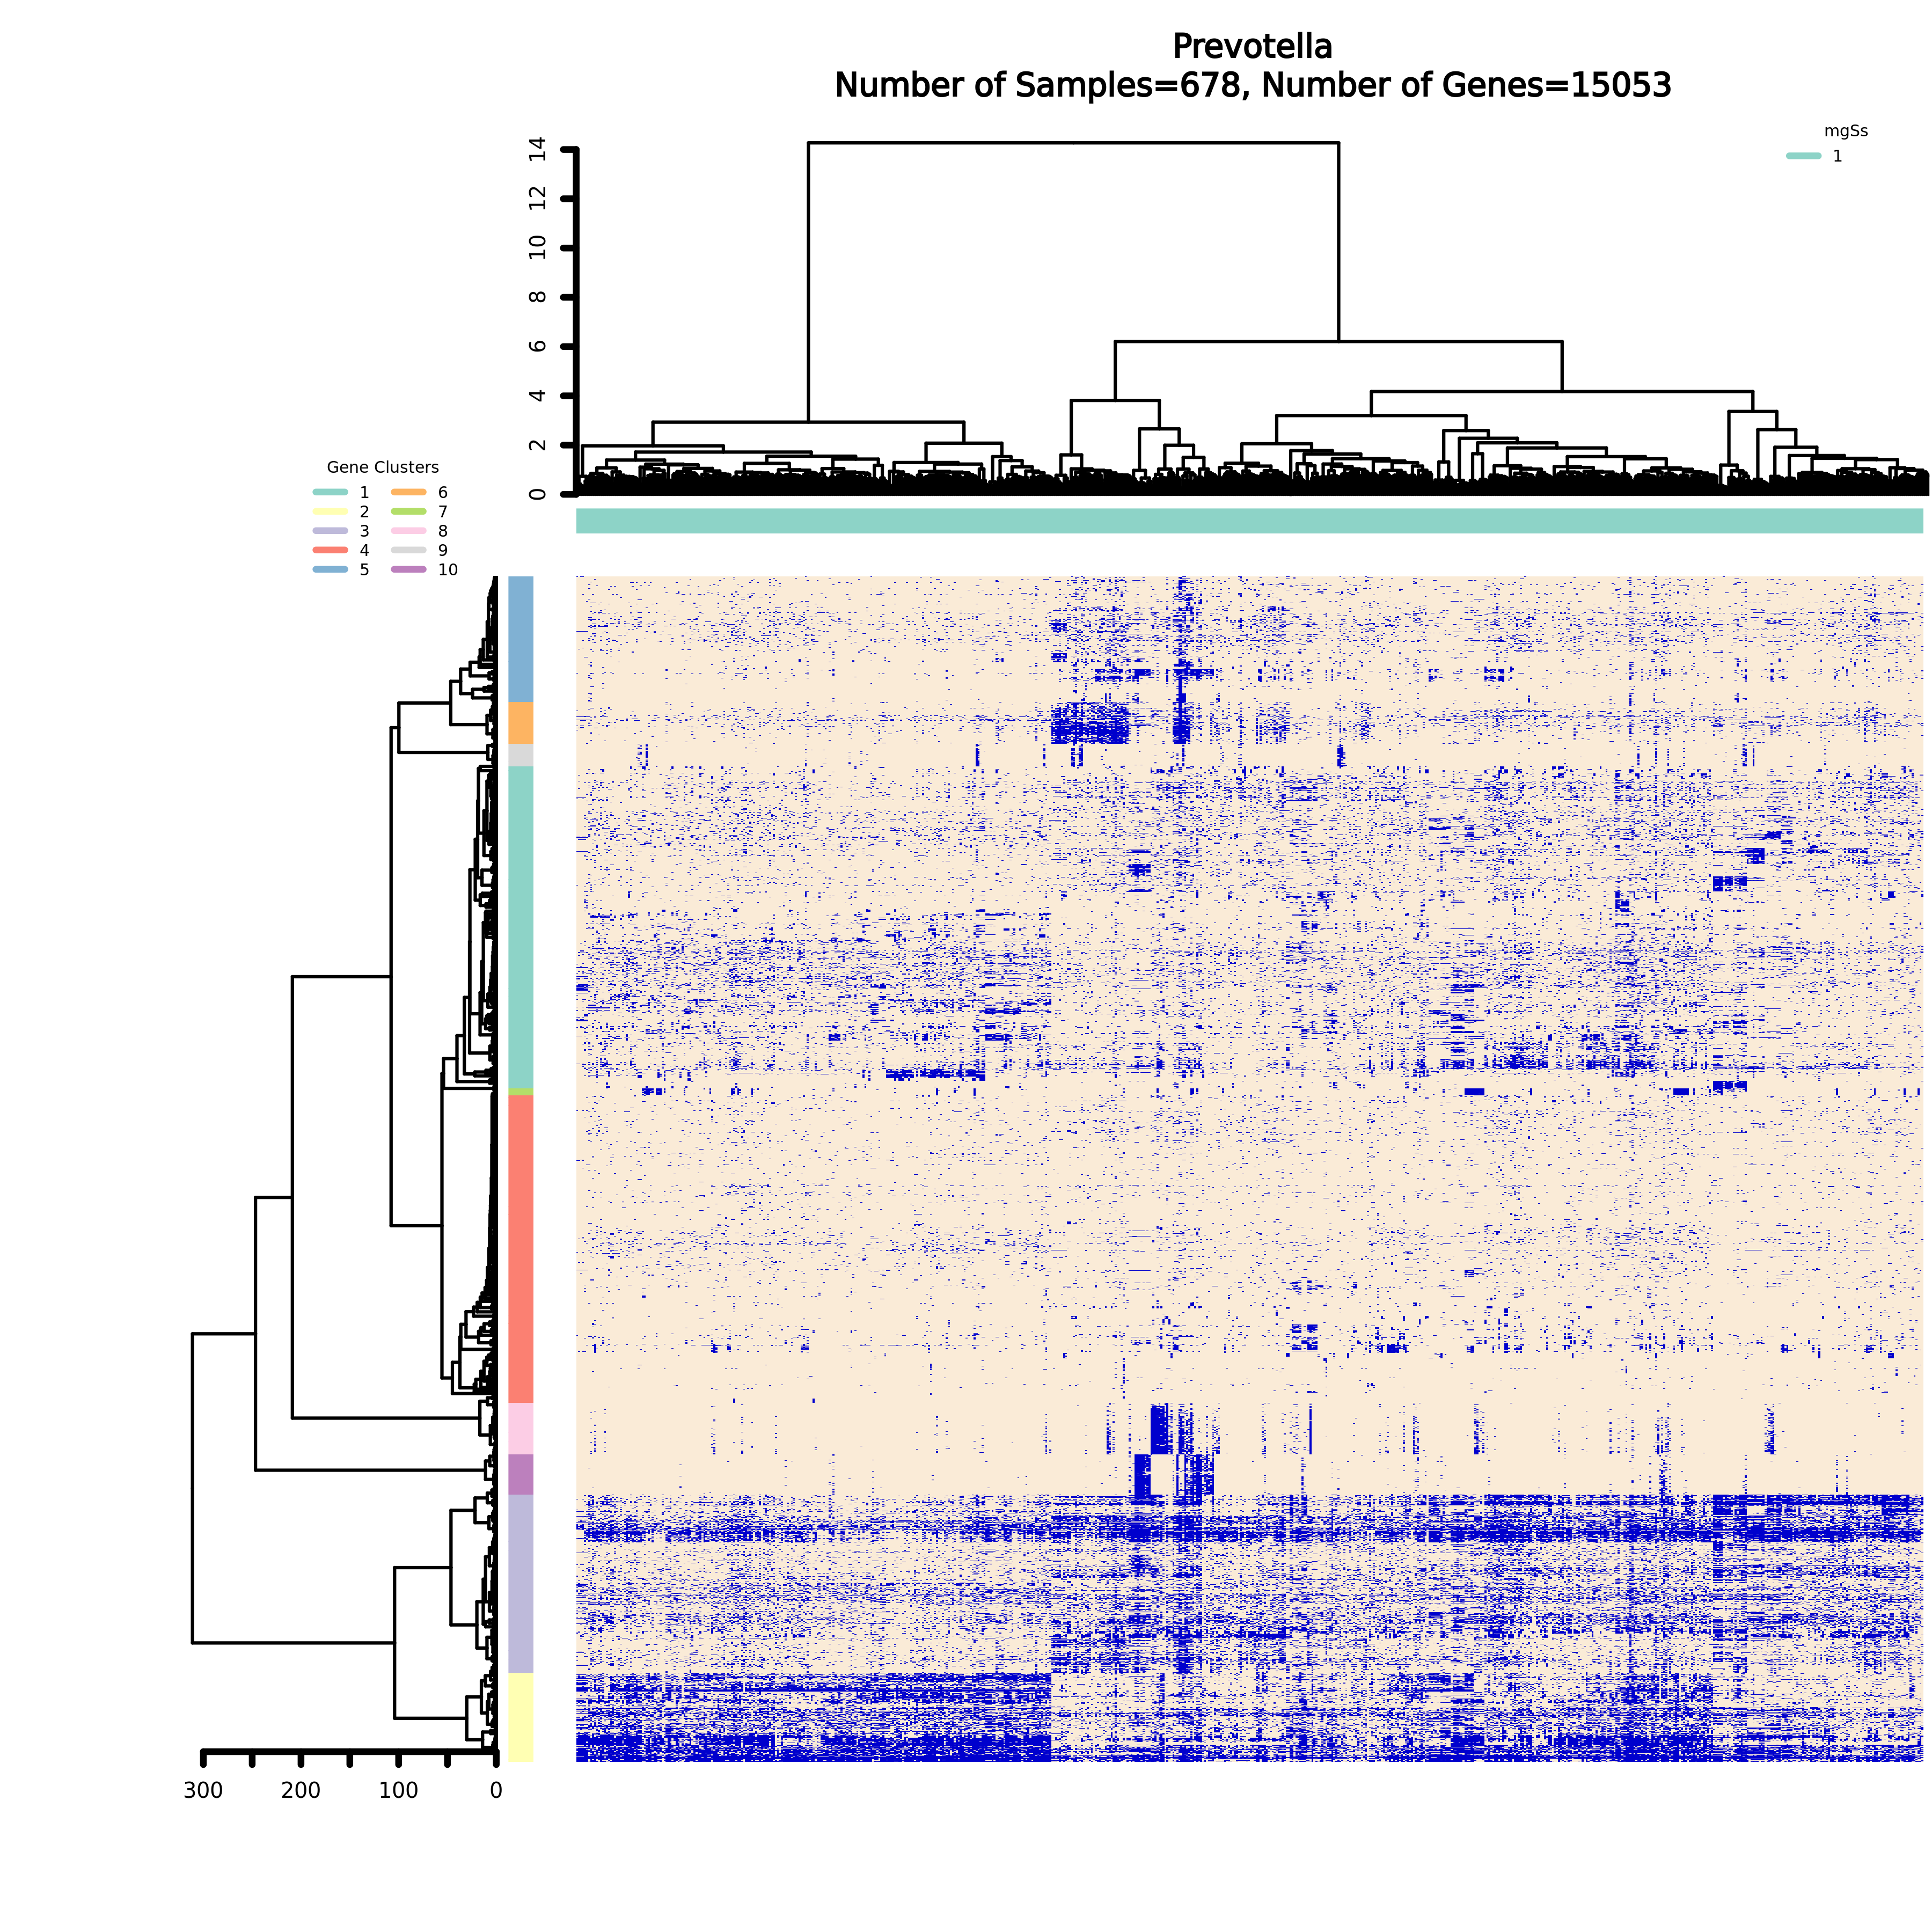 Prevotella
Number of Samples=678, Number of Genes=15053
mgSs
1
14
12
10
8
6
4
2
0
Gene Clusters
1 6
2 7
3 8
4 9
5 10
300 200 100 0